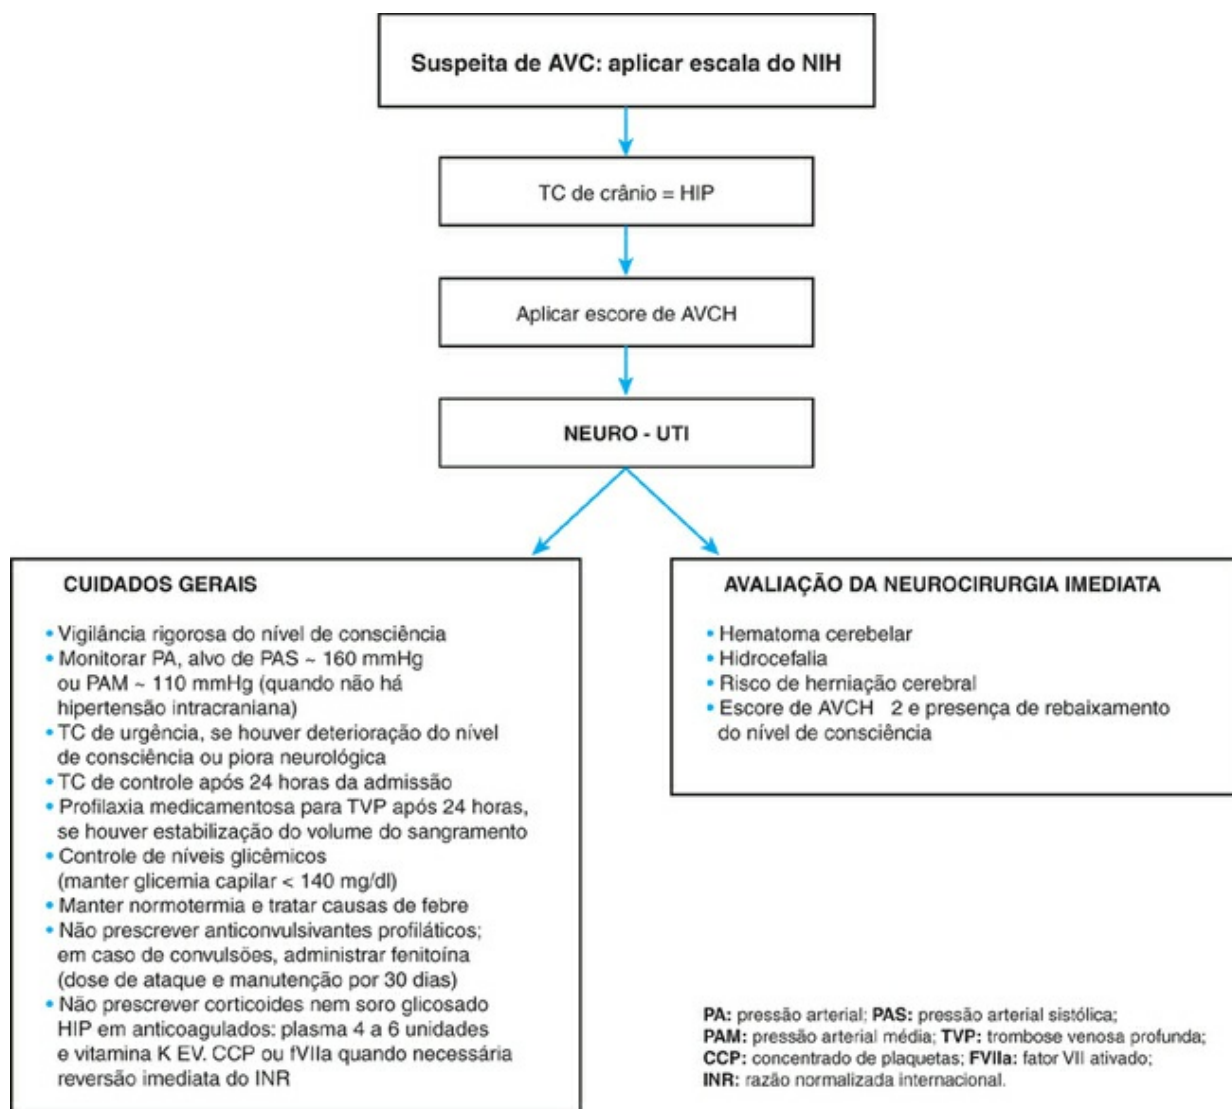 Suspeita de AVC: aplicar escala do NIH
TC de crânio = HIP
Aplicar escore de AVCH
NEURO - UTI
CUIDADOS GERAIS
• Vigilância rigorosa do nível de consciência
• Monitorar PA, alvo de PAS ~ 160 mmHg
ou PAM ~ 110 mmHg (quando não há
hipertensão intracraniana)
• TC de urgência, se houver deterioração do nível
de consciência ou piora neurológica
• TC de controle após 24 horas da admissão
• Profilaxia medicamentosa para TVP após 24 horas,
se houver estabilização do volume do sangramento
• Controle de níveis glicêmicos
(manter glicemia capilar < 140 mg/dl)
• Manter normotermia e tratar causas de febre
• Não prescrever anticonvulsivantes profiláticos;
em caso de convulsões, administrar fenitoína
(dose de ataque e manutenção por 30 dias)
• Não prescrever corticoides nem soro glicosado
HIP em anticoagulados: plasma 4 a 6 unidades
e vitamina K EV. CCP ou fVIIa quando necessária
reversão imediata do INR
AVALIAÇÃO DA NEUROCIRURGIA IMEDIATA
• Hematoma cerebelar
• Hidrocefalia
• Risco de herniação cerebral
• Escore de AVCH 2 e presença de rebaixamento
do nível de consciência
PA: pressão arterial; PAS: pressão arterial sistólica;
PAM: pressão arterial média; TVP: trombose venosa profunda;
CCP: concentrado de plaquetas; FVIIa: fator VII ativado;
INR: razão normalizada internacional.